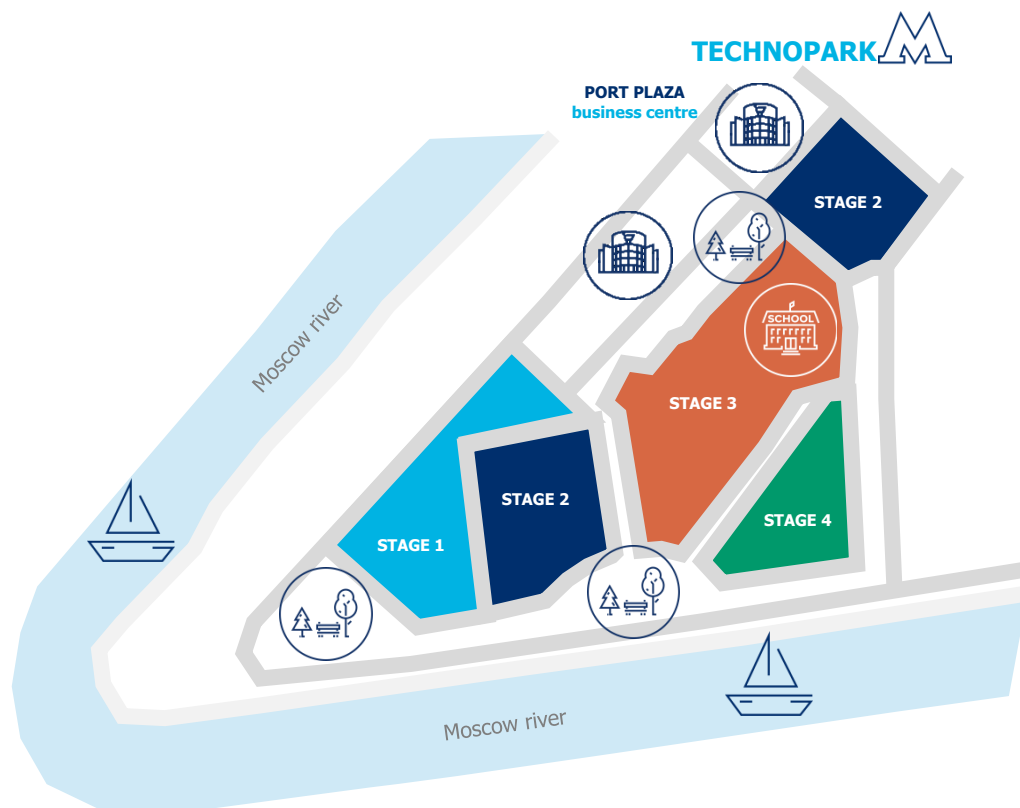 TECHNOPARK M
PORT PLAZA
business centre
STAGE 2
SCHOOL
Moscow river
STAGE 3
STAGE 2
STAGE 4
STAGE 1
Moscow river